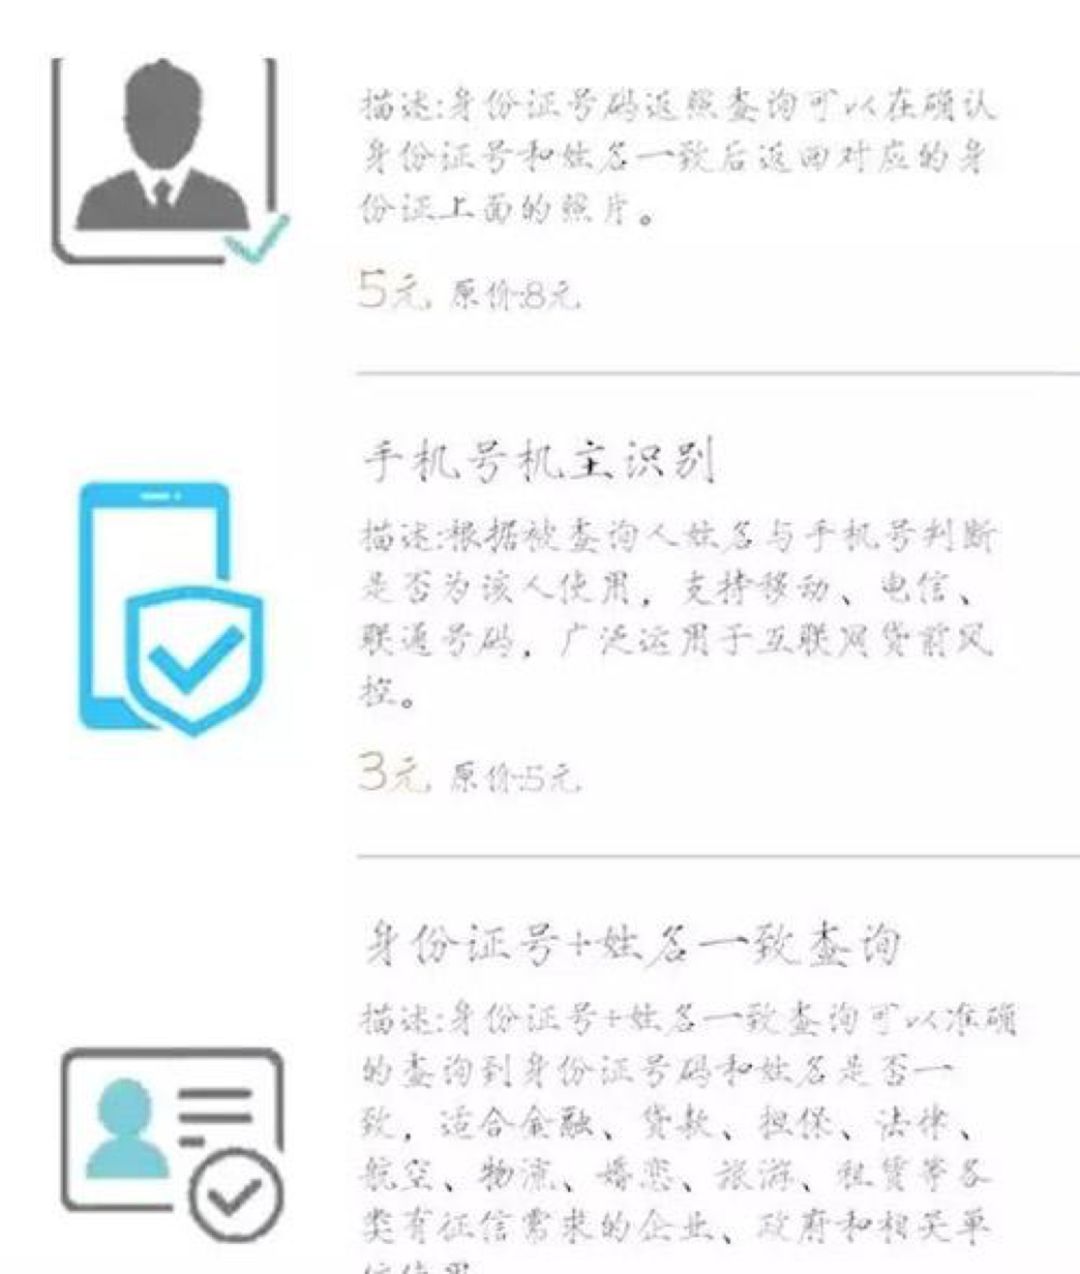 描述:身份证号码返照查询可以在确认
身份证号和姓名一致后返回对应的身
份证上面的照片。
5元 原价:8元
手机号机主识别
描述:根据被查询人姓名与手机号判断
是否为该人使用，支持移动、电信、
联通号码，广泛运用于互联网贷前风
控。
3元 原价:5元
身份证号+姓名一致查询
描述:身份证号+姓名一致查询可以准确
的查询到身份证号码和姓名是否一
致，适合金融、贷款、担保、法律、
航空、物流、婚恋、旅游、租赁等各
类有征信需求的企业、政府和相关单